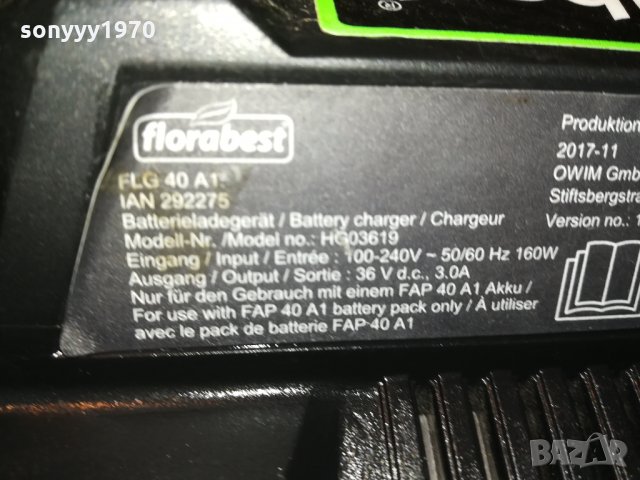 sonyyy1970
florabest
FLG 40 A1
IAN 292275
Batterieladegerät / Battery charger / Chargeur
Modell-Nr. /Model no.: HG03619
Eingang / Input / Entrée : 100-240V ~ 50/60 Hz 160W
Ausgang / Output / Sortie : 36 V d.c., 3.0A
Nur für den Gebrauch mit einem FAP 40 A1 Akku /
For use with FAP 40 A1 battery pack only / À utiliser
avec le pack de batterie FAP 40 A1
Produktion
2017-11
OWIM Gmb
Stiftsbergstra
Version no.: 1
BAZAR